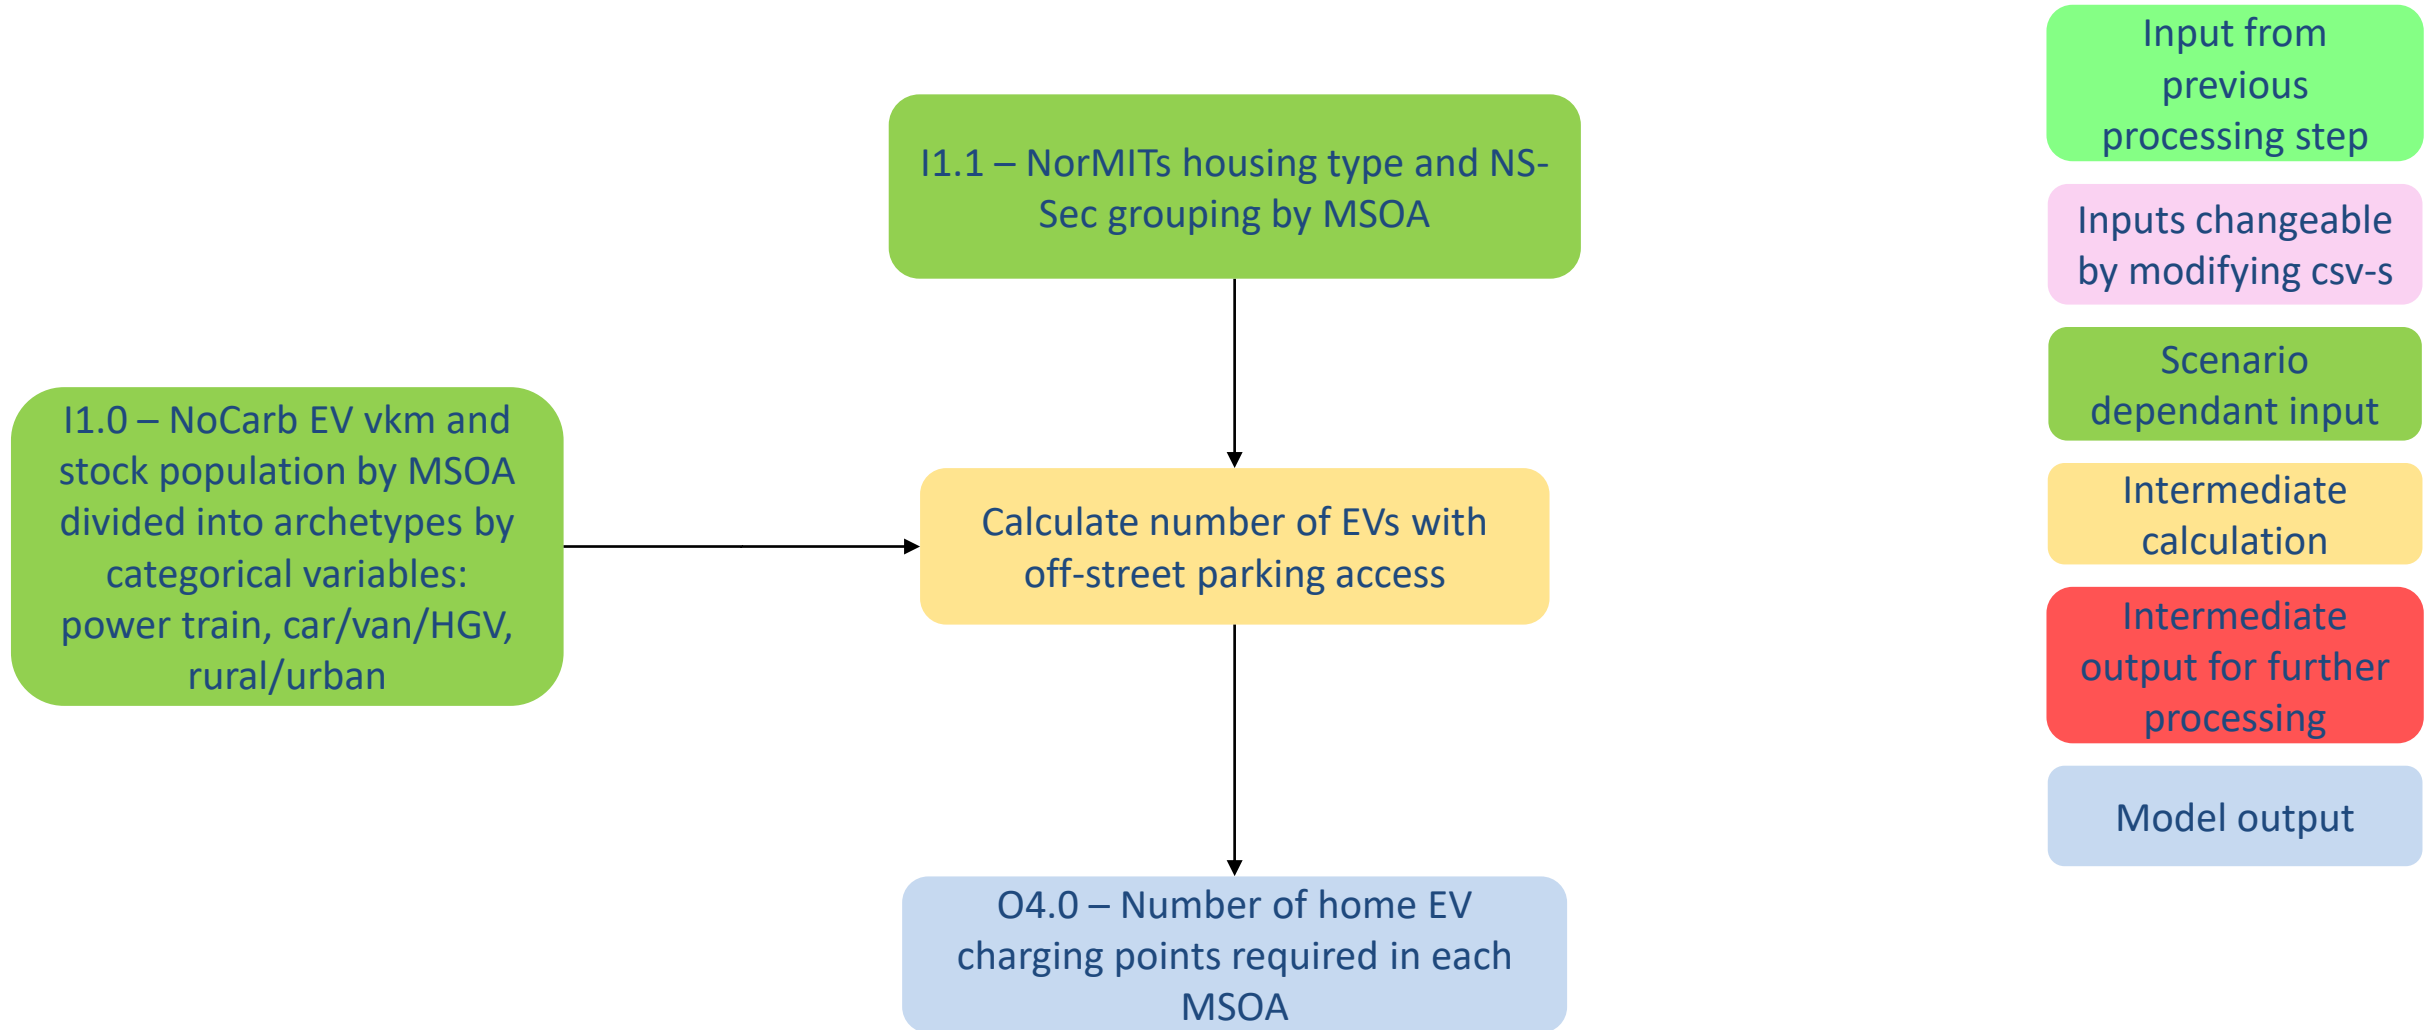 I1.1 – NorMITs housing type and NS-
Sec grouping by MSOA
I1.0 – NoCarb EV vkm and
stock population by MSOA
divided into archetypes by
categorical variables:
power train, car/van/HGV,
rural/urban
Calculate number of EVs with
off-street parking access
O4.0 – Number of home EV
charging points required in each
MSOA
Input from
previous
processing step
Inputs changeable
by modifying csv-s
Scenario
dependant input
Intermediate
calculation
Intermediate
output for further
processing
Model output